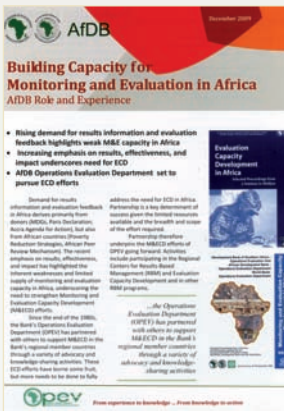 AfDB
December 2009
Building Capacity for
Monitoring and Evaluation in Africa
AfDB Role and Experience
• Rising demand for results information and evaluation
feedback highlights weak M&E capacity in Africa
• Increasing emphasis on results, effectiveness, and
impact underscores need for ECD
• AfDB Operations Evaluation Department set to
pursue ECD efforts
Demand for results
information and evaluation feedback
in Africa derive primarily from
donors (MDGs, Paris Declaration,
Accra Agenda for Action), but also
from African countries (Poverty
Reduction Strategies, African Peer
Review Mechanism). The recent
emphasis on results, effectiveness,
and impact has highlighted the
inherent weaknesses and limited
supply of monitoring and evaluation
capacity in Africa, underscoring the
need to strengthen Monitoring and
Evaluation Capacity Development
(M&ECD) efforts.
Since the end of the 1980s,
the Bank's Operations Evaluation
Department (OPEV) has partnered
with others to support M&ECD in the
Bank's regional member countries
through a variety of advocacy and
knowledge-sharing activities. These
ECD efforts have borne some fruit,
but more needs to be done to fully
address the need for ECD in Africa.
Partnership is a key determinant of
success given the limited resources
available and the breadth and scope
of the effort required.
Partnership therefore
underpins the M&ECD efforts of
OPEV going forward. Activities
include participating in the Regional
Centers for Results Based
Management (RBM) and Evaluation
Capacity Development and in other
RBM programs.
...the Operations
Evaluation Department
(OPEV) has partnered
with others to support
M&ECD in the Bank's
regional member countries
through a variety of
advocacy and knowledge-
sharing activities
Evaluation
Capacity
Development
in Africa
opev
From experience to knowledge ... From knowledge to action